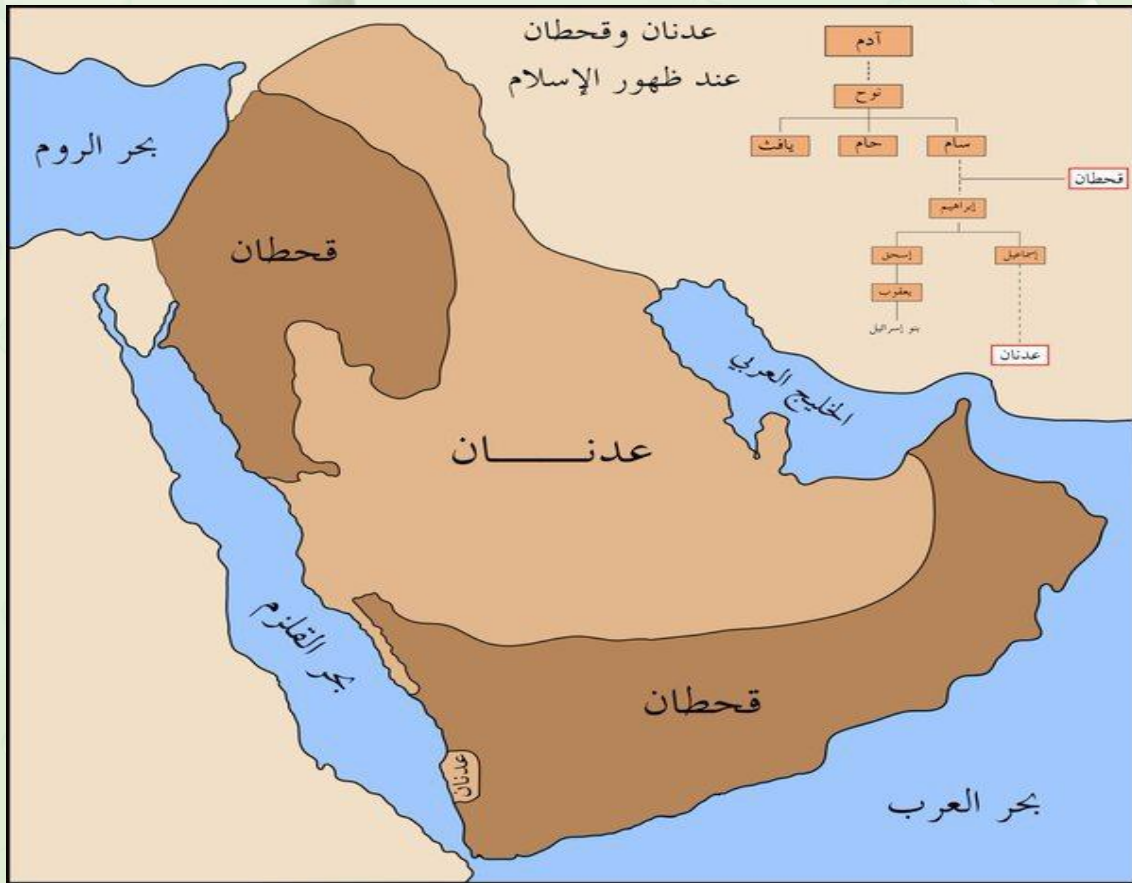 عدنان وقحطان
عند ظهور الإسلام
آدم
نوح
سام
حام
يافث
قحطان
إبراهيم
إسماعيل
إسحق
يعقوب
بنو إسرائيل
عدنان
بحر الروم
قحطان
الخليج العربي
عدنـــــان
بحر القلزم
قحطان
عدنان
بحر العرب